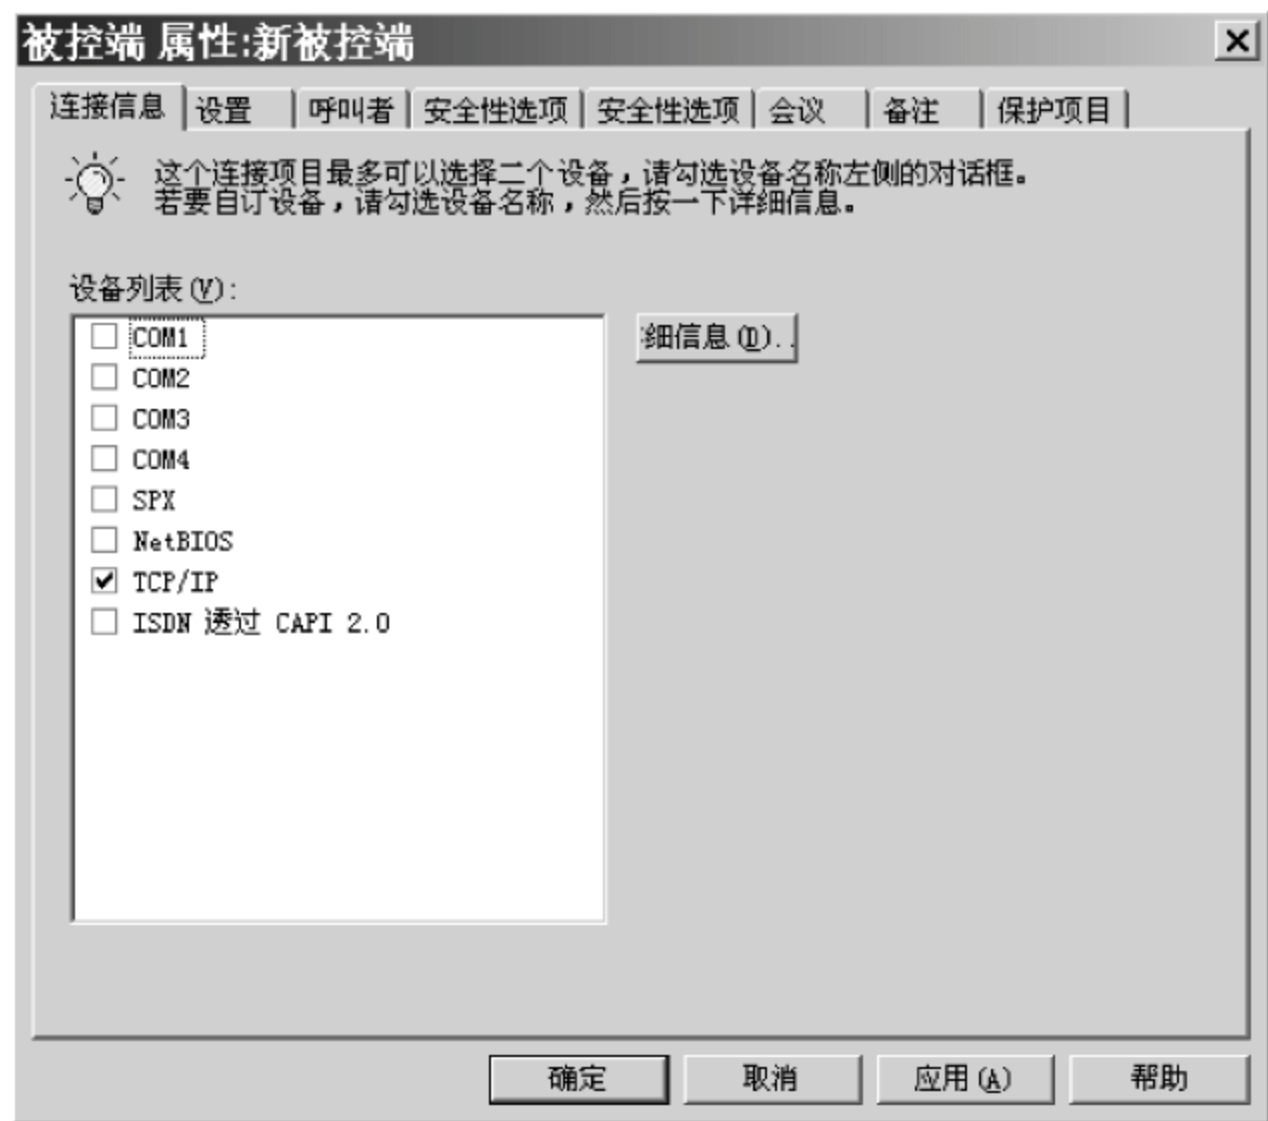 被控端 属性:新被控端
连接信息 设置 呼叫者 安全性选项 安全性选项 会议 备注 保护项目
这个连接项目最多可以选择二个设备，请勾选设备名称左侧的对话框。
若要自订设备，请勾选设备名称，然后按一下详细信息。
设备列表(V):
细信息(D)..
COM1
COM2
COM3
COM4
SPX
NetBIOS
TCP/IP
ISDN 透过 CAPI 2.0
确定 取消 应用(A) 帮助